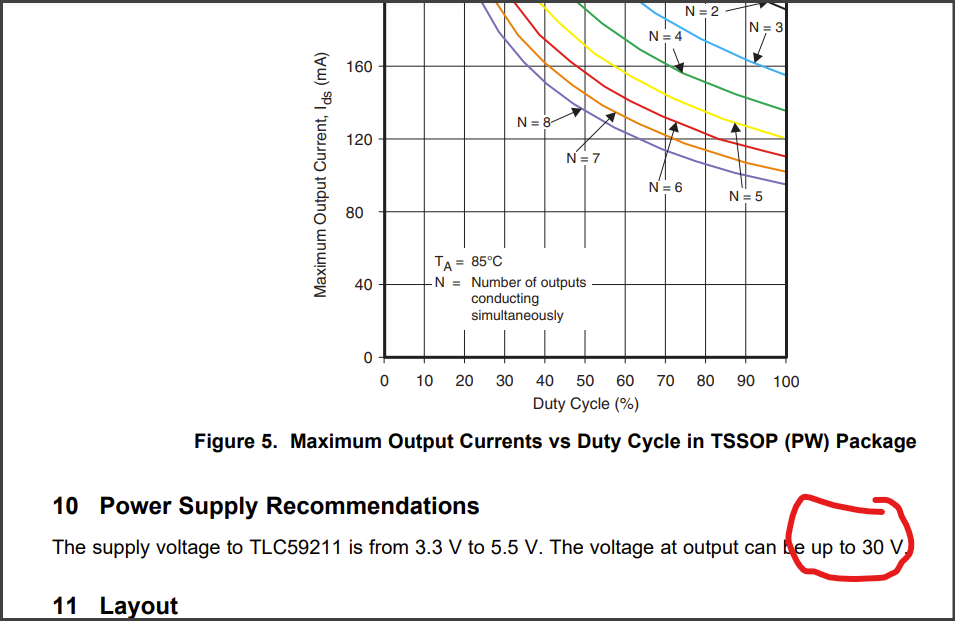 N = 2
N = 3
N = 4
160
N = 8
120
N = 7
N = 6
N = 5
80
Maximum Output Current, Ids (mA)
TA = 85°C
40
N = Number of outputs
conducting
simultaneously
0
0 10 20 30 40 50 60 70 80 90 100
Duty Cycle (%)
Figure 5. Maximum Output Currents vs Duty Cycle in TSSOP (PW) Package
10 Power Supply Recommendations
The supply voltage to TLC59211 is from 3.3 V to 5.5 V. The voltage at output can be up to 30 V.
11 Layout